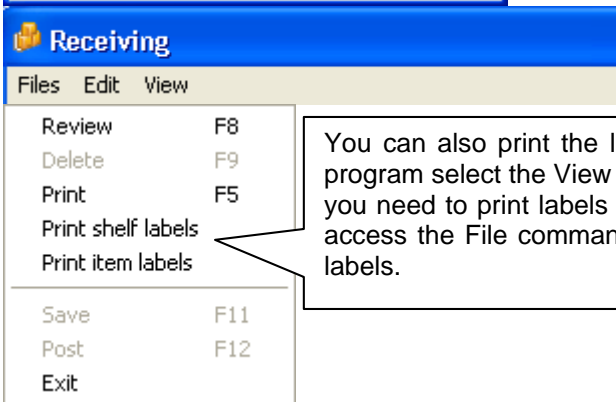 Receiving
Files Edit View
Review F8
Delete F9
Print F5
Print shelf labels
Print item labels
Save F11
Post F12
Exit
You can also print the
program select the View
you need to print labels
access the File
labels.